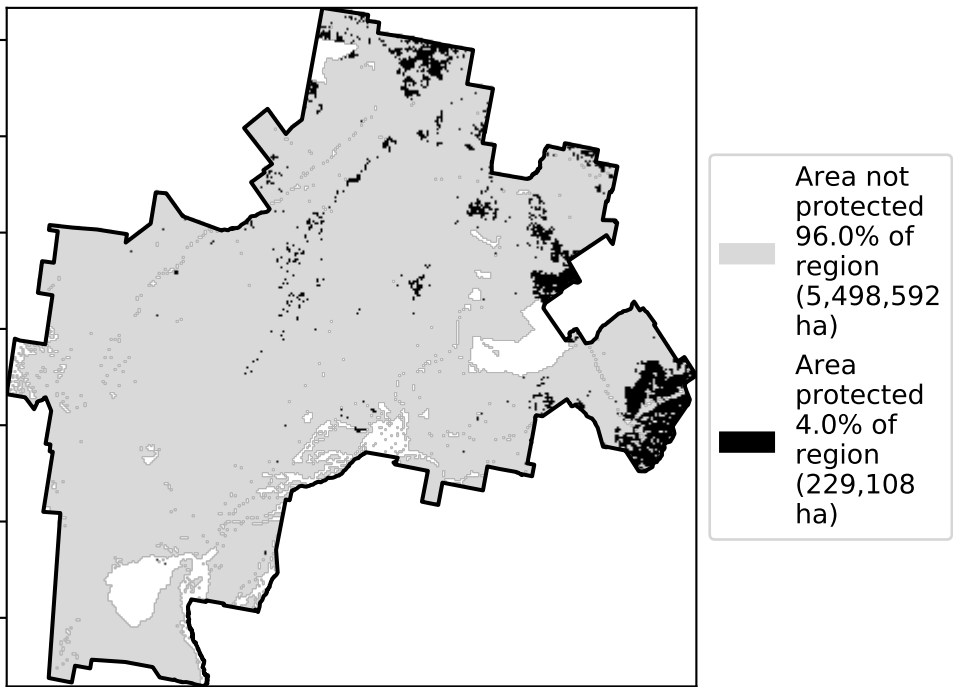 Area not
protected
96.0% of
region
(5,498,592
ha)
Area
protected
4.0% of
region
(229,108
ha)